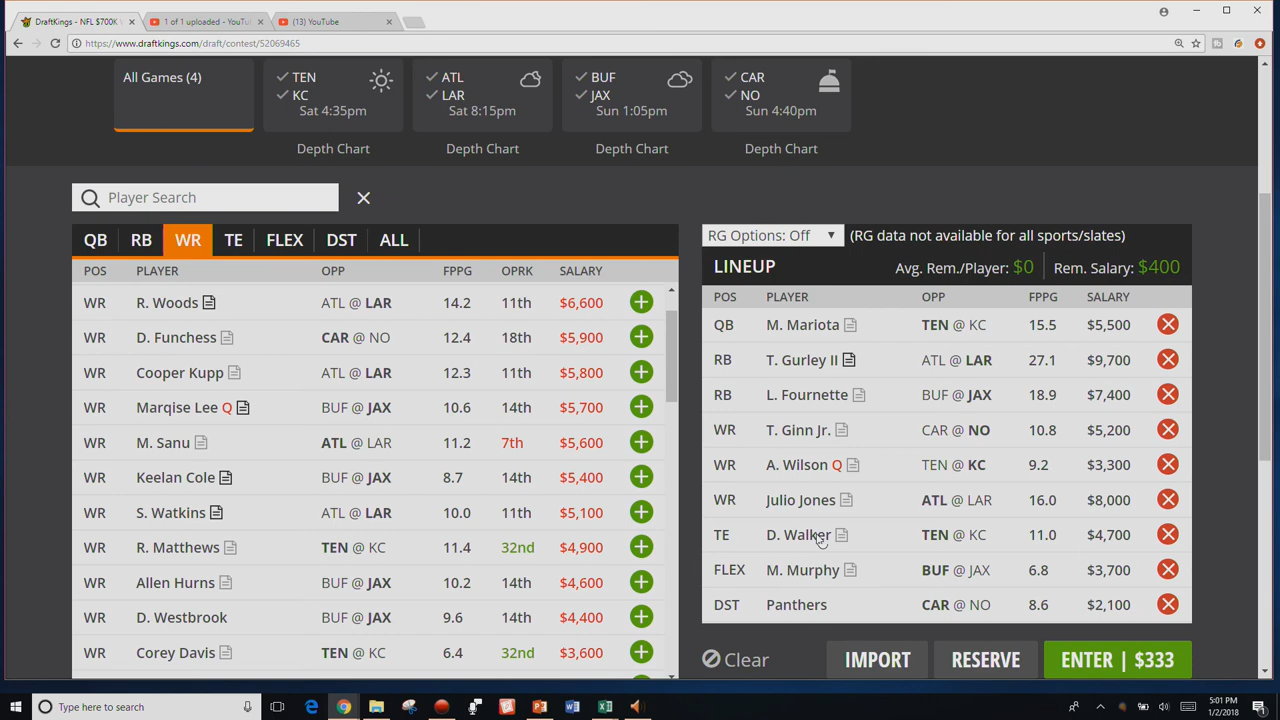 DraftKings - NFL $700K W
1 of 1 uploaded - YouTu
(13) YouTube
https://www.draftkings.com/draft/contest/52069465
All Games (4)
TEN
KC
Sat 4:35pm
ATL
LAR
Sat 8:15pm
BUF
JAX
Sun 1:05pm
CAR
NO
Sun 4:40pm
Depth Chart Depth Chart Depth Chart Depth Chart
Player Search
QB RB WR TE FLEX DST ALL
POS PLAYER OPP FPPG OPRK SALARY
WR R. Woods ATL @ LAR 14.2 11th $6,600
WR D. Funchess CAR @ NO 12.4 18th $5,900
WR Cooper Kupp ATL @ LAR 12.3 11th $5,800
WR Marqise Lee Q BUF @ JAX 10.6 14th $5,700
WR M. Sanu ATL @ LAR 11.2 7th $5,600
WR Keelan Cole BUF @ JAX 8.7 14th $5,400
WR S. Watkins ATL @ LAR 10.0 11th $5,100
WR R. Matthews TEN @ KC 11.4 32nd $4,900
WR Allen Hurns BUF @ JAX 10.2 14th $4,600
WR D. Westbrook BUF @ JAX 9.6 14th $4,400
WR Corey Davis TEN @ KC 6.4 32nd $3,600
RG Options: Off (RG data not available for all sports/slates)
LINEUP Avg. Rem./Player: $0 Rem. Salary: $400
POS PLAYER OPP FPPG SALARY
QB M. Mariota TEN @ KC 15.5 $5,500
RB T. Gurley II ATL @ LAR 27.1 $9,700
RB L. Fournette BUF @ JAX 18.9 $7,400
WR T. Ginn Jr. CAR @ NO 10.8 $5,200
WR A. Wilson Q TEN @ KC 9.2 $3,300
WR Julio Jones ATL @ LAR 16.0 $8,000
TE D. Walker TEN @ KC 11.0 $4,700
FLEX M. Murphy BUF @ JAX 6.8 $3,700
DST Panthers CAR @ NO 8.6 $2,100
Clear IMPORT RESERVE ENTER | $333
Type here to search
5:01 PM
1/2/2018